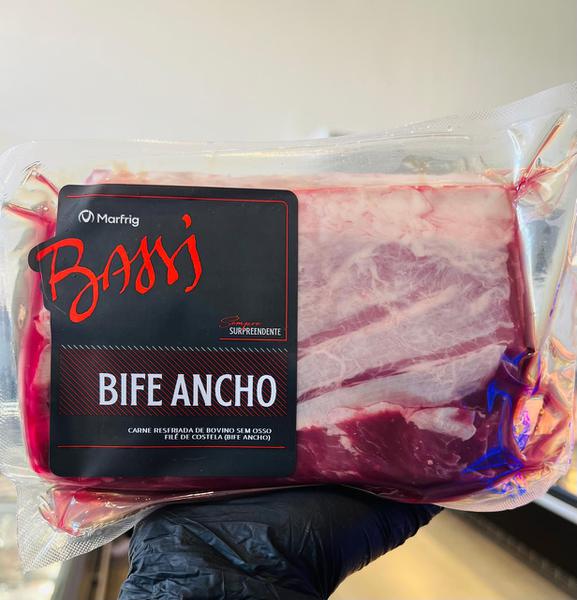 Marfrig
BASSI
Sempre
SURPREENDENTE
BIFE ANCHO
CARNE RESFRIADA DE BOVINO SEM OSSO
FILÉ DE COSTELA (BIFE ANCHO)